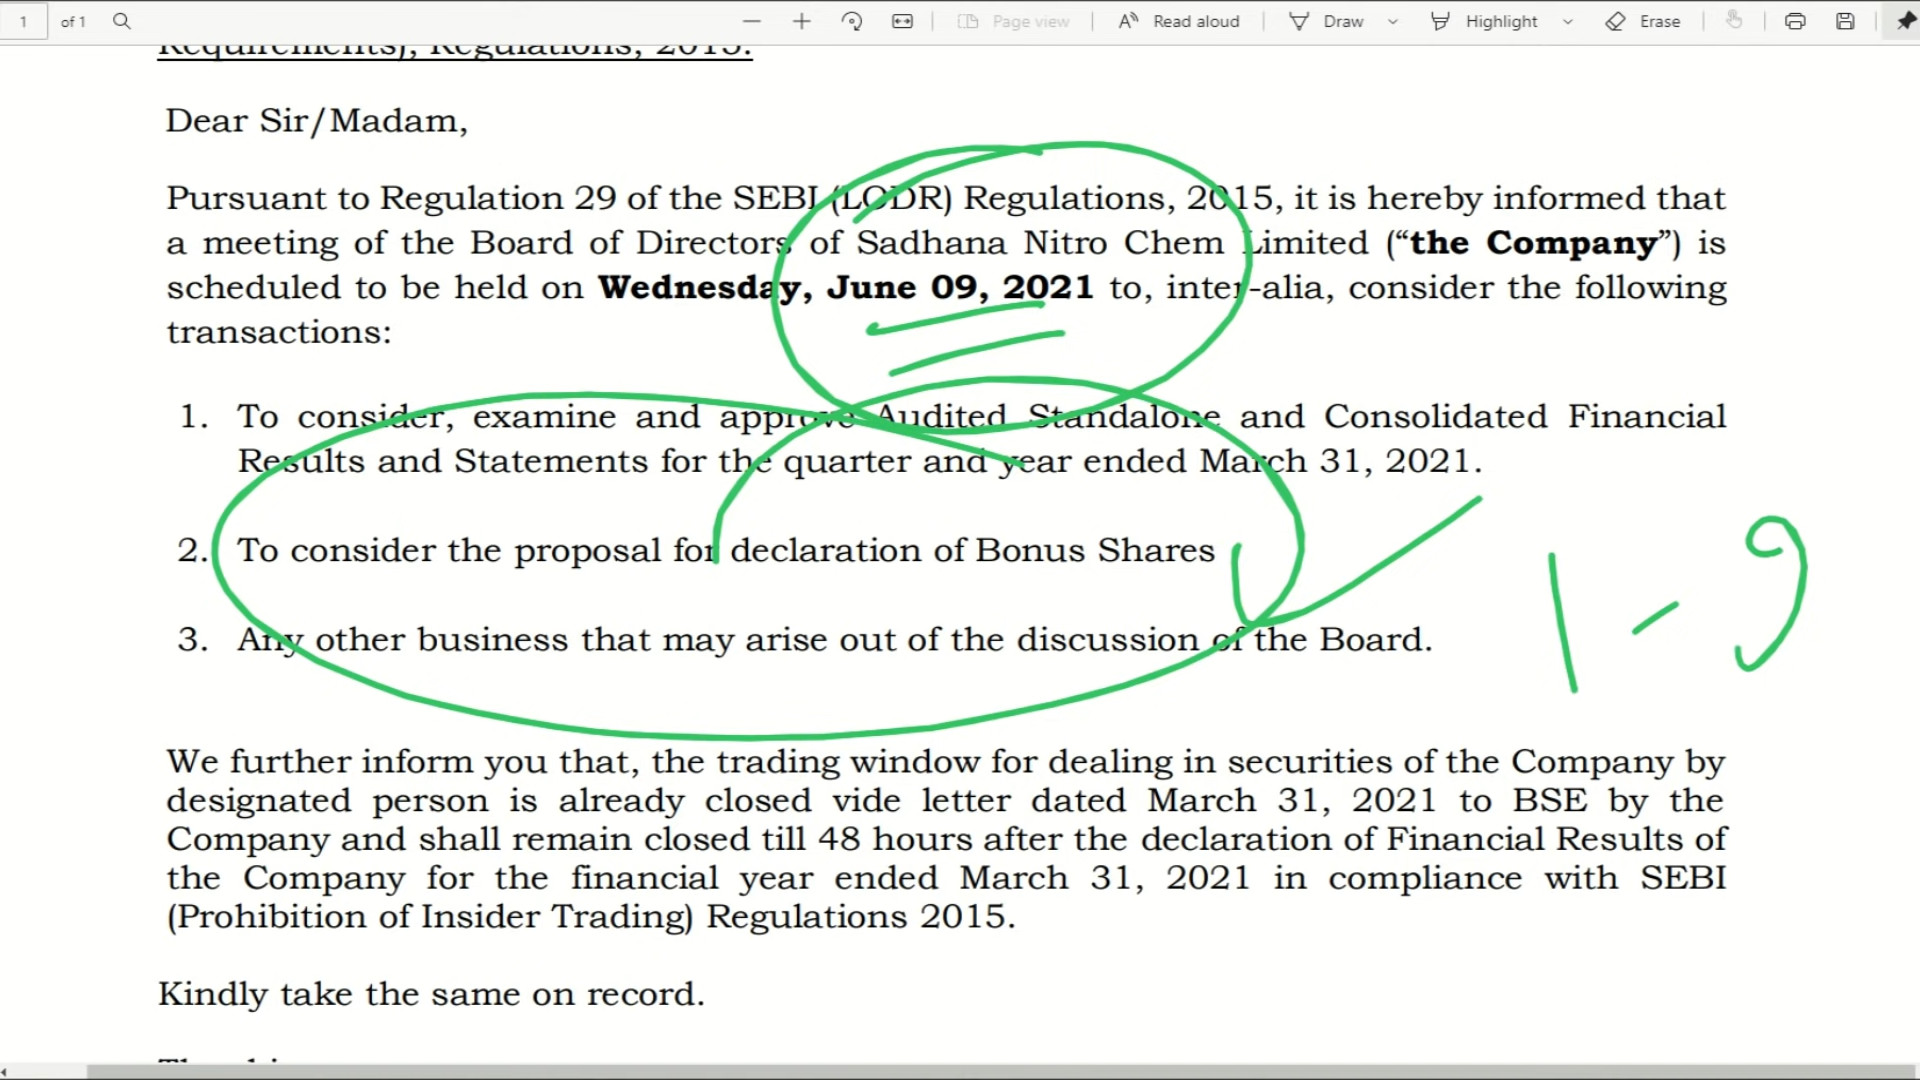 1 of 1 Page view Read aloud Draw Highlight Erase
Requirements), Regulations, 2015.
Dear Sir/Madam,
Pursuant to Regulation 29 of the SEBI (LODR) Regulations, 2015, it is hereby informed that
a meeting of the Board of Directors of Sadhana Nitro Chem Limited (“the Company”) is
scheduled to be held on Wednesday, June 09, 2021 to, inter-alia, consider the following
transactions:
1. To consider, examine and approve Audited Standalone and Consolidated Financial
Results and Statements for the quarter and year ended March 31, 2021.
2. To consider the proposal for declaration of Bonus Shares
1 - 9
3. Any other business that may arise out of the discussion of the Board.
We further inform you that, the trading window for dealing in securities of the Company by
designated person is already closed vide letter dated March 31, 2021 to BSE by the
Company and shall remain closed till 48 hours after the declaration of Financial Results of
the Company for the financial year ended March 31, 2021 in compliance with SEBI
(Prohibition of Insider Trading) Regulations 2015.
Kindly take the same on record.